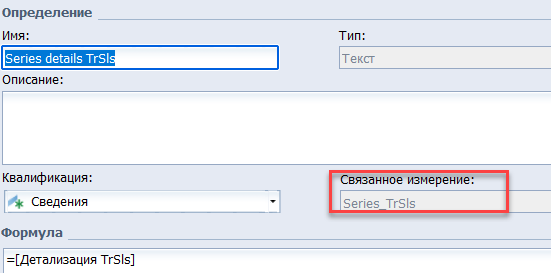 Определение
Имя: Тип:
Series details TrSls Текст
Описание:
Квалификация: Связанное измерение:
Сведения Series_TrSls
Формула
=[Детализация TrSls]